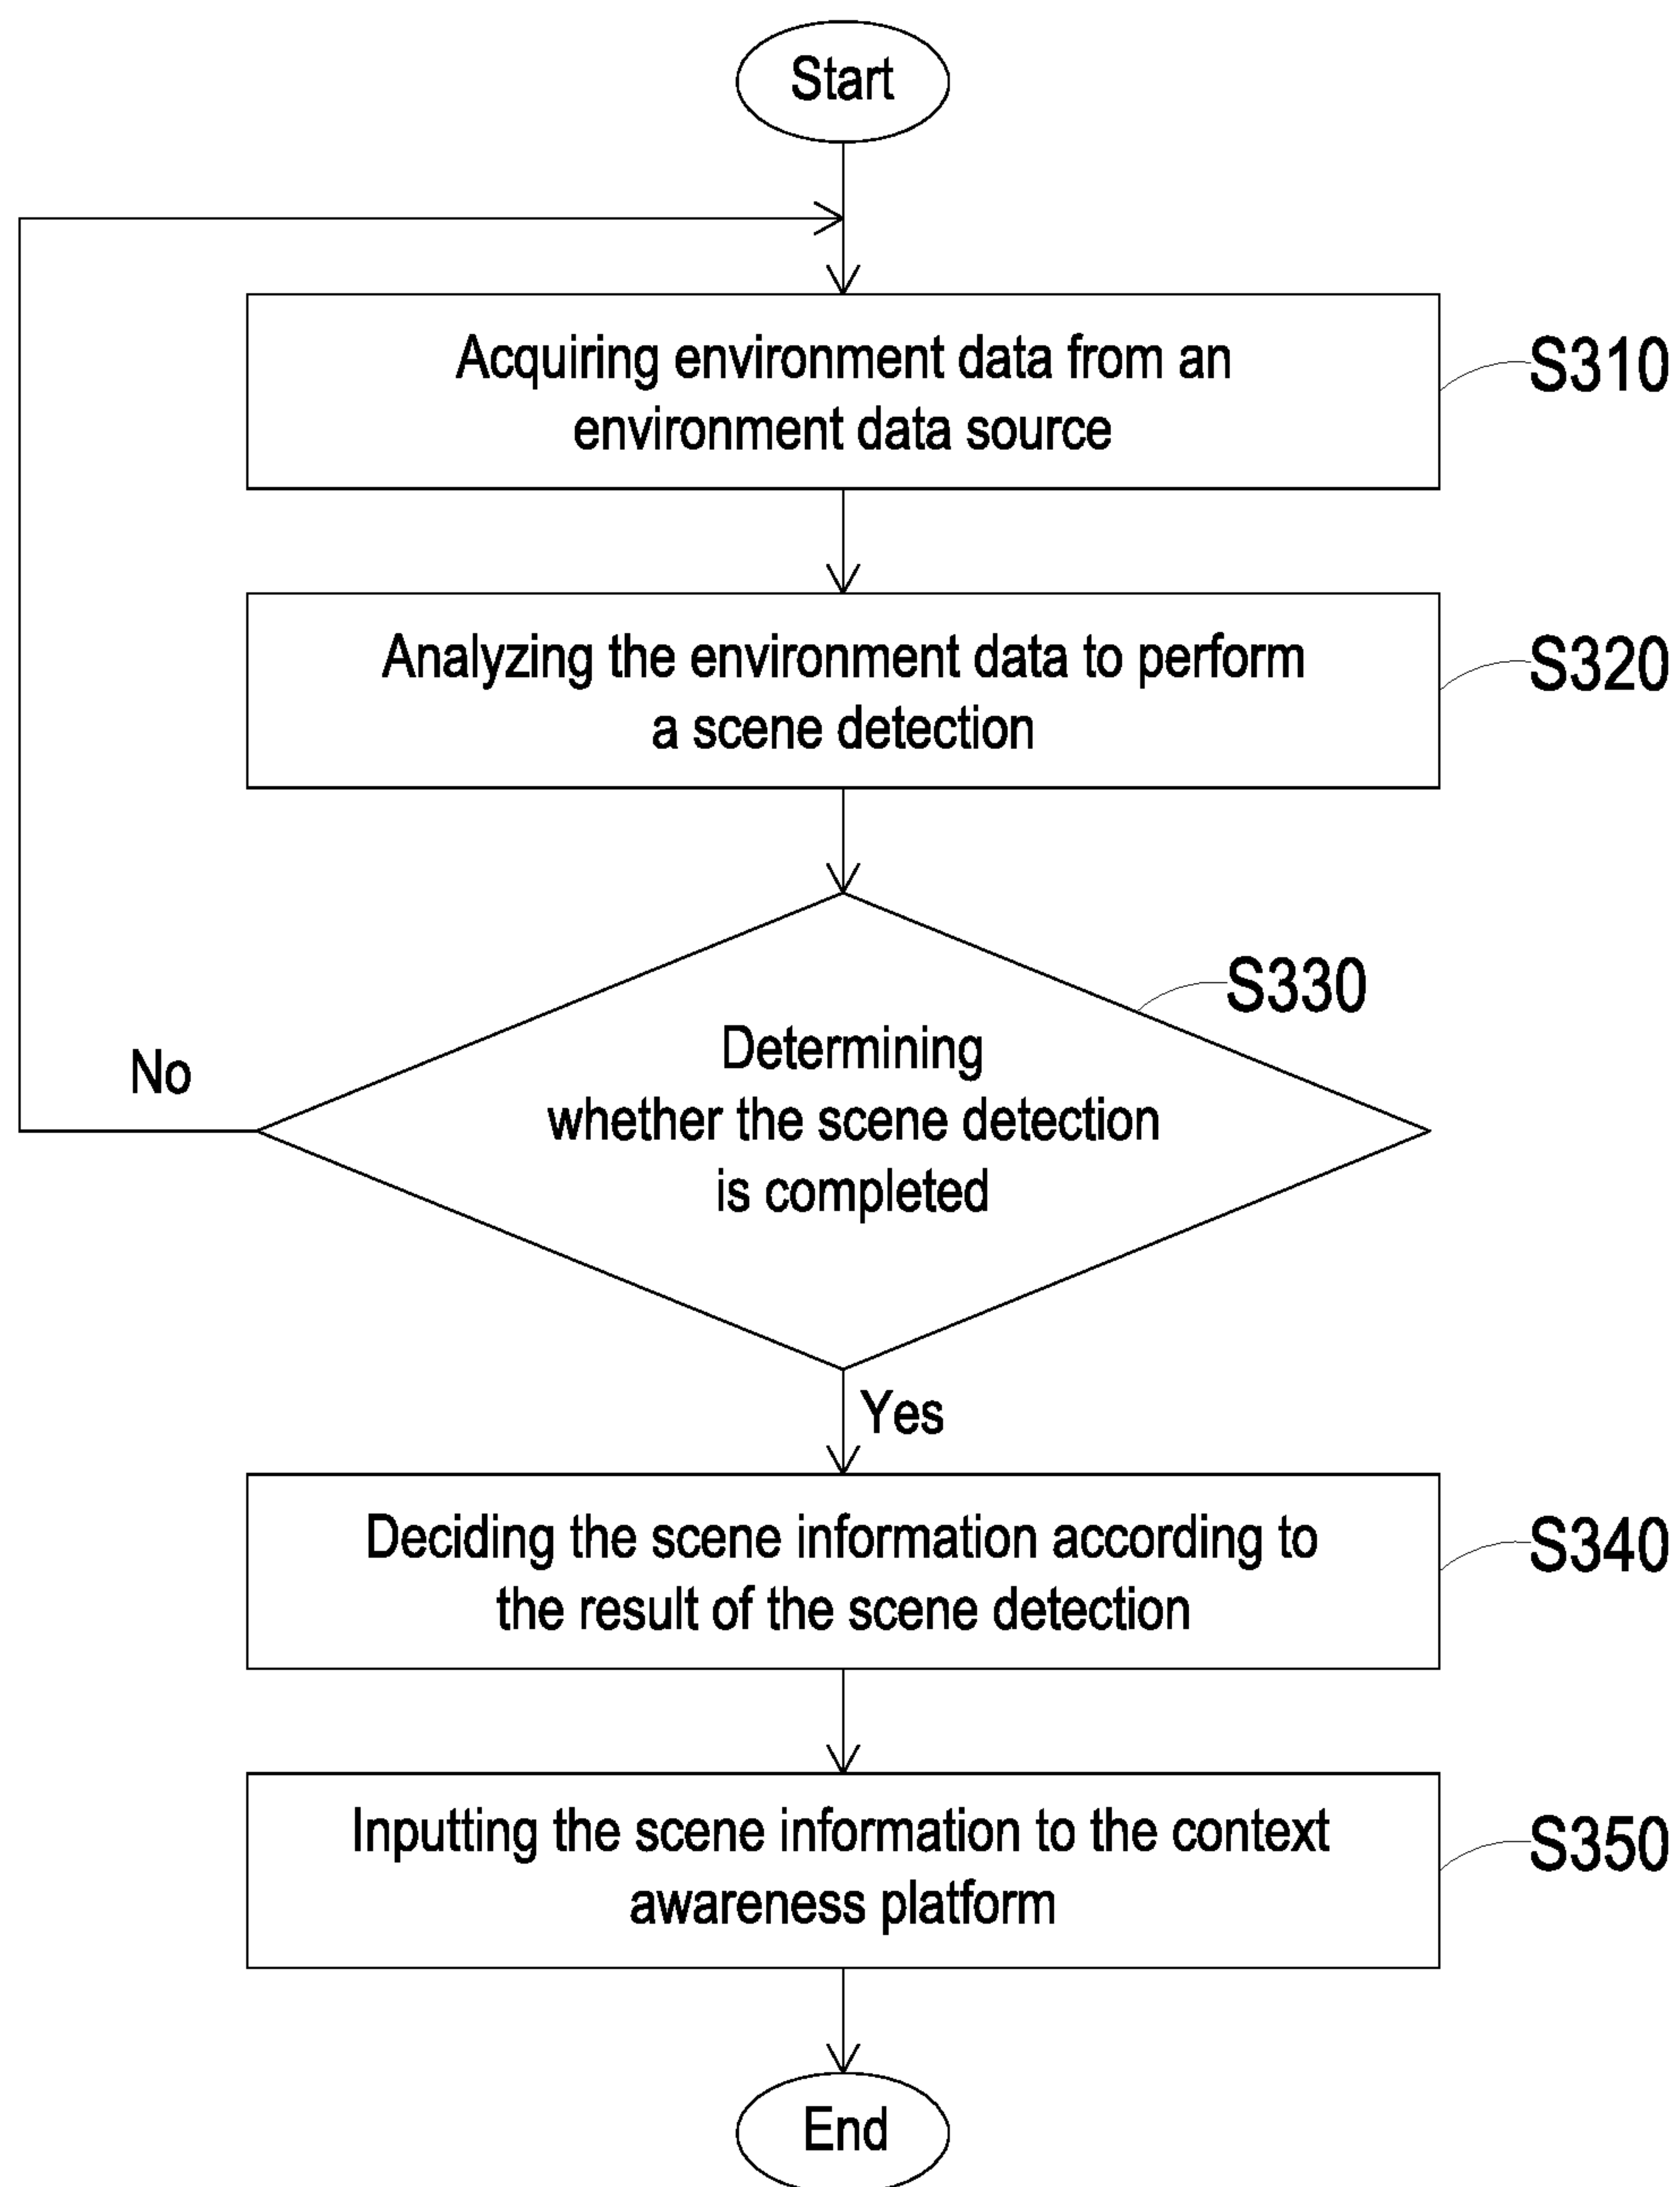 Start
Acquiring environment data from an
environment data source
S310
Analyzing the environment data to perform
a scene detection
S320
S330
Determining
whether the scene detection
is completed
No
Yes
Deciding the scene information according to
the result of the scene detection
S340
Inputting the scene information to the context
awareness platform
S350
End